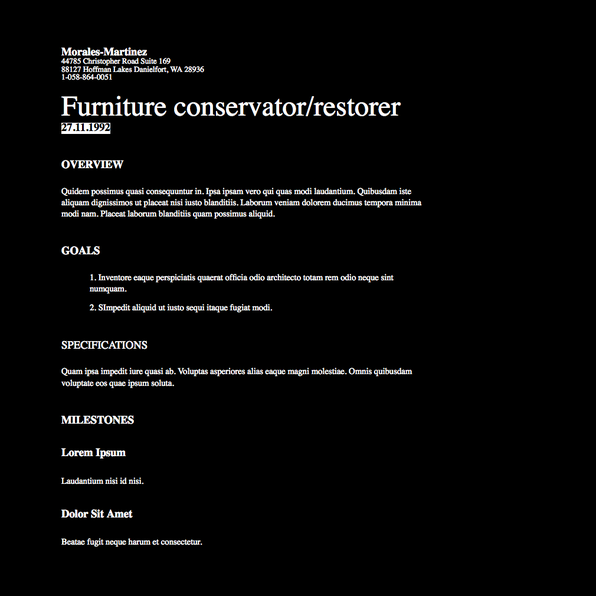 Morales-Martinez
44785 Christopher Road Suite 169
88127 Hoffman Lakes Danielfort, WA 28936
1-058-864-0051
Furniture conservator/restorer
27.11.1992
OVERVIEW
Quidem possimus quasi consequuntur in. Ipsa ipsam vero qui quas modi laudantium. Quibusdam iste
aliquam dignissimos ut placeat nisi iusto blanditiis. Laborum veniam dolorem ducimus tempora minima
modi nam. Placeat laborum blanditiis quam possimus aliquid.
GOALS
1. Inventore eaque perspiciatis quaerat officia odio architecto totam rem odio neque sint
numquam.
2. SImpedit aliquid ut iusto sequi itaque fugiat modi.
SPECIFICATIONS
Quam ipsa impedit iure quasi ab. Voluptas asperiores alias eaque magni molestiae. Omnis quibusdam
voluptate eos quae ipsum soluta.
MILESTONES
Lorem Ipsum
Laudantium nisi id nisi.
Dolor Sit Amet
Beatae fugit neque harum et consectetur.